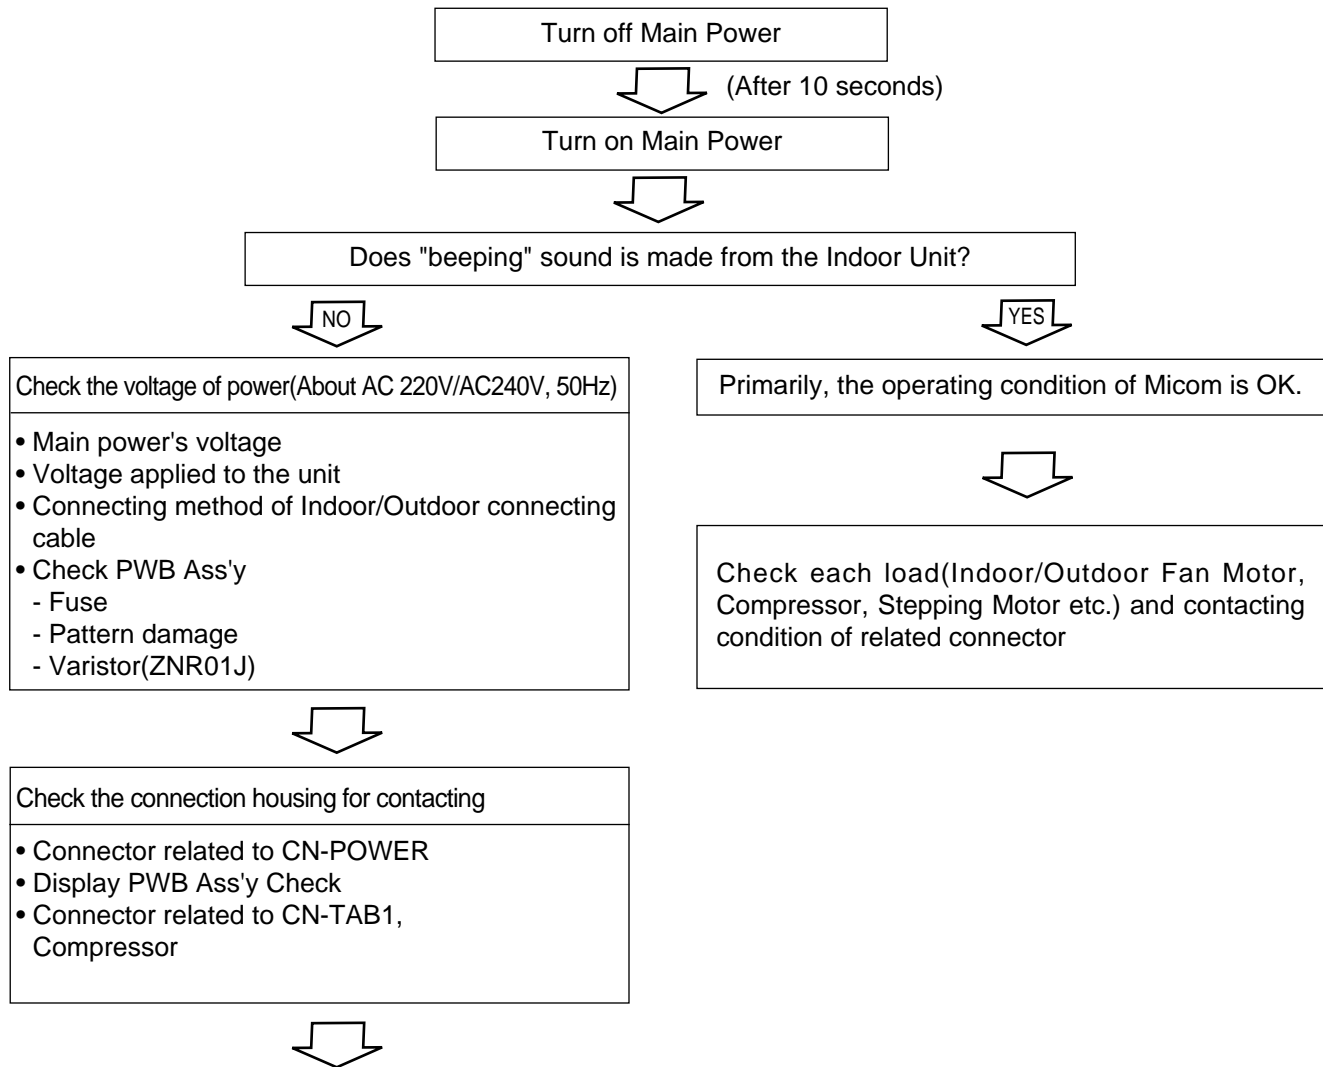 Turn off Main Power
(After 10 seconds)
Turn on Main Power
Does "beeping" sound is made from the Indoor Unit?
NO
YES
Check the voltage of power(About AC 220V/AC240V, 50Hz)
• Main power's voltage
• Voltage applied to the unit
• Connecting method of Indoor/Outdoor connecting
cable
• Check PWB Ass'y
- Fuse
- Pattern damage
- Varistor(ZNR01J)
Primarily, the operating condition of Micom is OK.
Check each load(Indoor/Outdoor Fan Motor,
Compressor, Stepping Motor etc.) and contacting
condition of related connector
Check the connection housing for contacting
• Connector related to CN-POWER
• Display PWB Ass'y Check
• Connector related to CN-TAB1,
Compressor